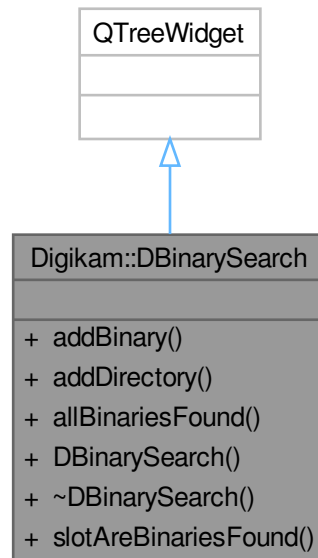 QTreeWidget
Digikam::DBinarySearch
+ addBinary()
+ addDirectory()
+ allBinariesFound()
+ DBinarySearch()
+ ~DBinarySearch()
+ slotAreBinariesFound()